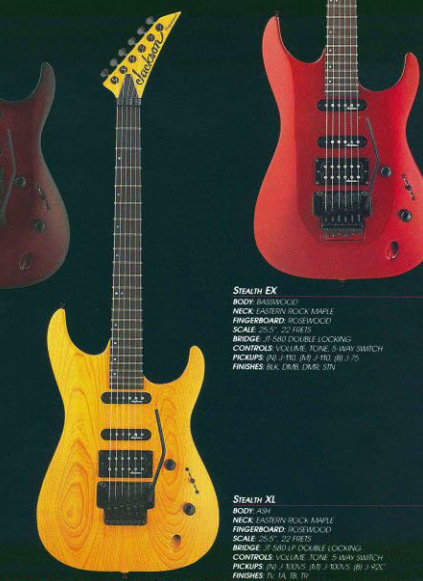 Jackson
STEALTH EX
BODY: BASSWOOD
NECK: EASTERN ROCK MAPLE
FINGERBOARD: ROSEWOOD
SCALE: 25.5", 22 FRETS
BRIDGE: JT-580 DOUBLE LOCKING
CONTROLS: VOLUME, TONE, 5-WAY SWITCH
PICKUPS: (N) J-110, (M) J-110, (B) J-75
FINISHES: BLK, DMB, DMR, STN
STEALTH XL
BODY: ASH
NECK: EASTERN ROCK MAPLE
FINGERBOARD: ROSEWOOD
SCALE: 25.5", 22 FRETS
BRIDGE: JT-580 LP DOUBLE LOCKING
CONTROLS: VOLUME, TONE, 5-WAY SWITCH
PICKUPS: (N) J-100VS, (M) J-100VS, (B) J-92C
FINISHES: TV, TA, TB, TR